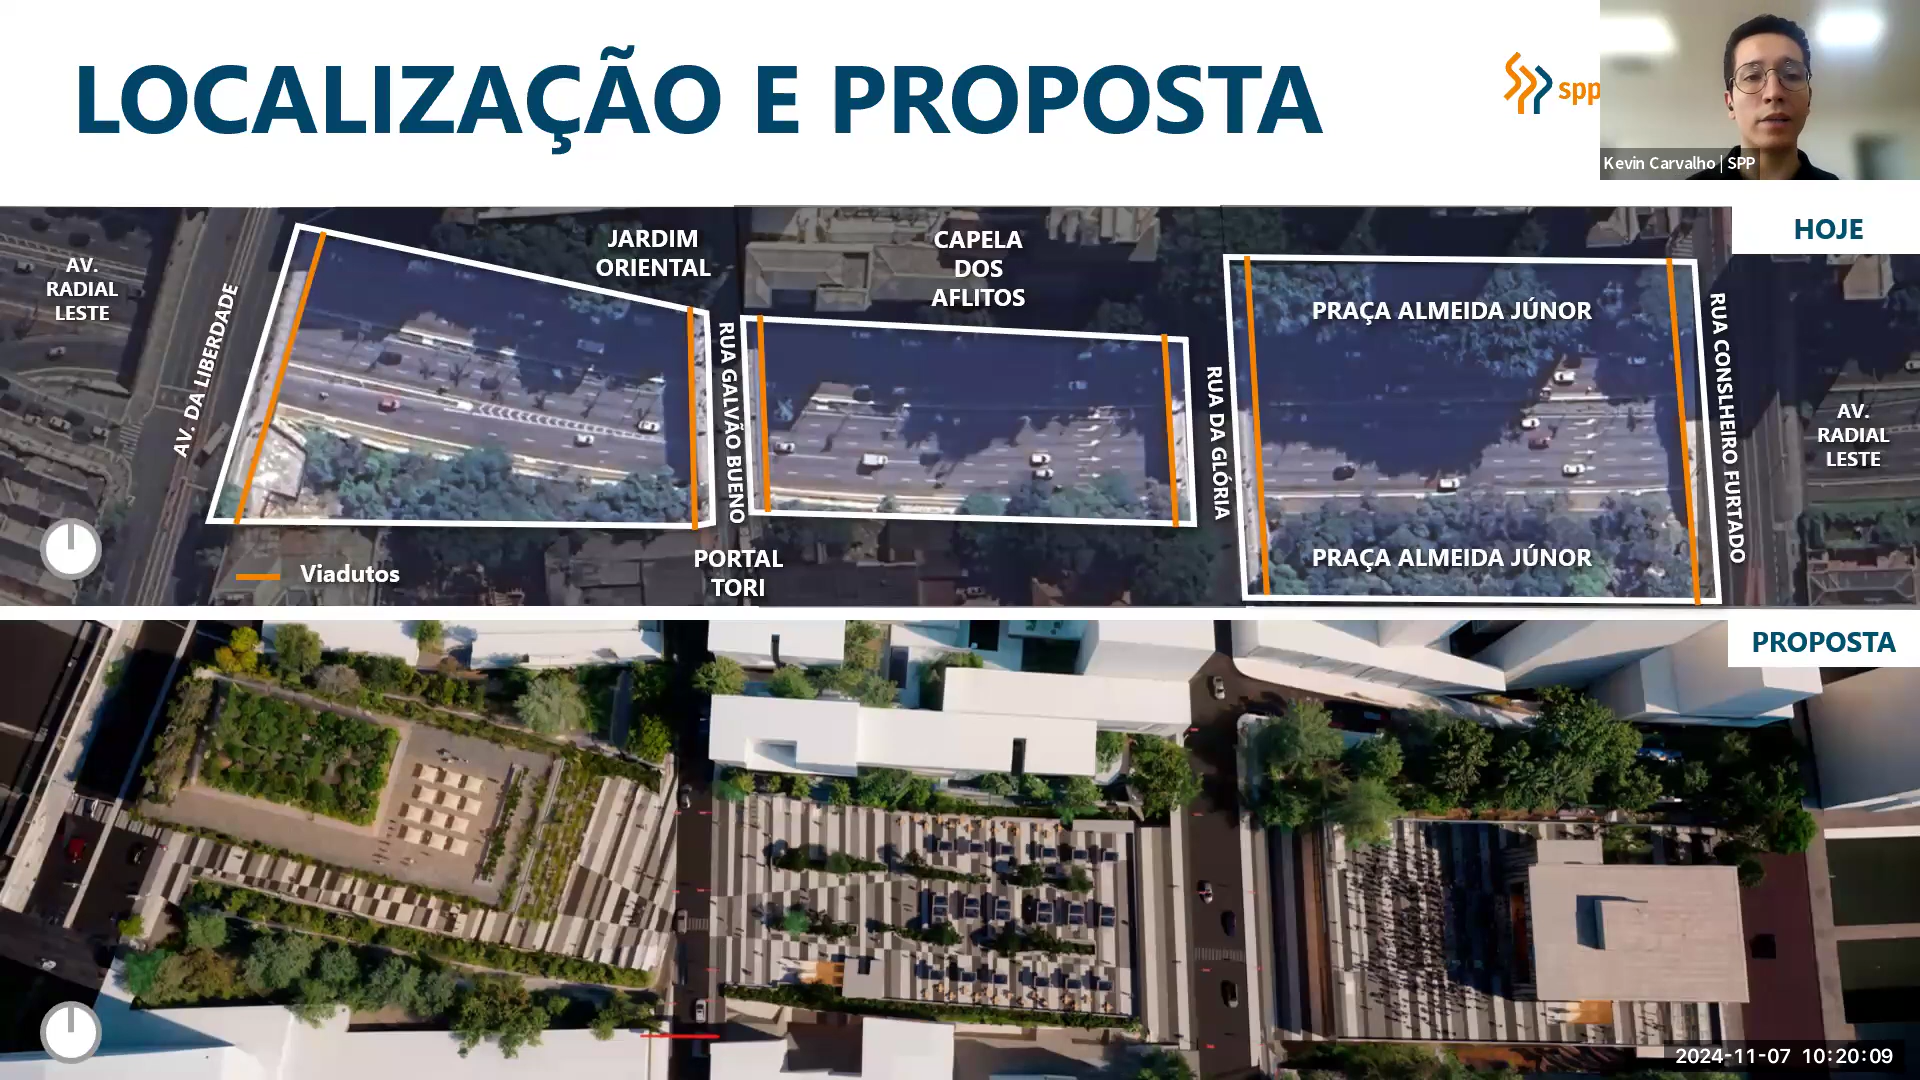 LOCALIZAÇÃO E PROPOSTA
spp
Kevin Carvalho | SPP
HOJE
AV.
RADIAL
LESTE
AV. DA LIBERDADE
JARDIM
ORIENTAL
RUA GALVÃO BUENO
CAPELA
DOS
AFLITOS
RUA DA GLÓRIA
PRAÇA ALMEIDA JÚNOR
PRAÇA ALMEIDA JÚNOR
RUA CONSLHEIRO FURTADO
AV.
RADIAL
LESTE
Viadutos
PORTAL
TORI
PROPOSTA
2024-11-07 10:20:09